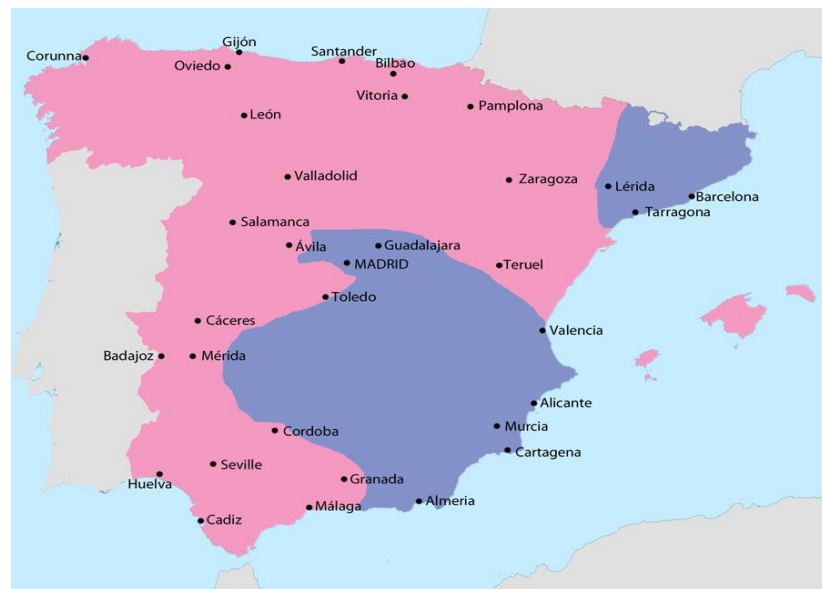 Gijón
Corunna
Santander
Oviedo
Bilbao
Vitoria
Pamplona
León
Valladolid
Zaragoza
Lérida
Barcelona
Tarragona
Salamanca
Ávila
Guadalajara
MADRID
Teruel
Toledo
Cáceres
Valencia
Badajoz
Mérida
Alicante
Murcia
Cordoba
Cartagena
Seville
Granada
Huelva
Almeria
Málaga
Cadiz